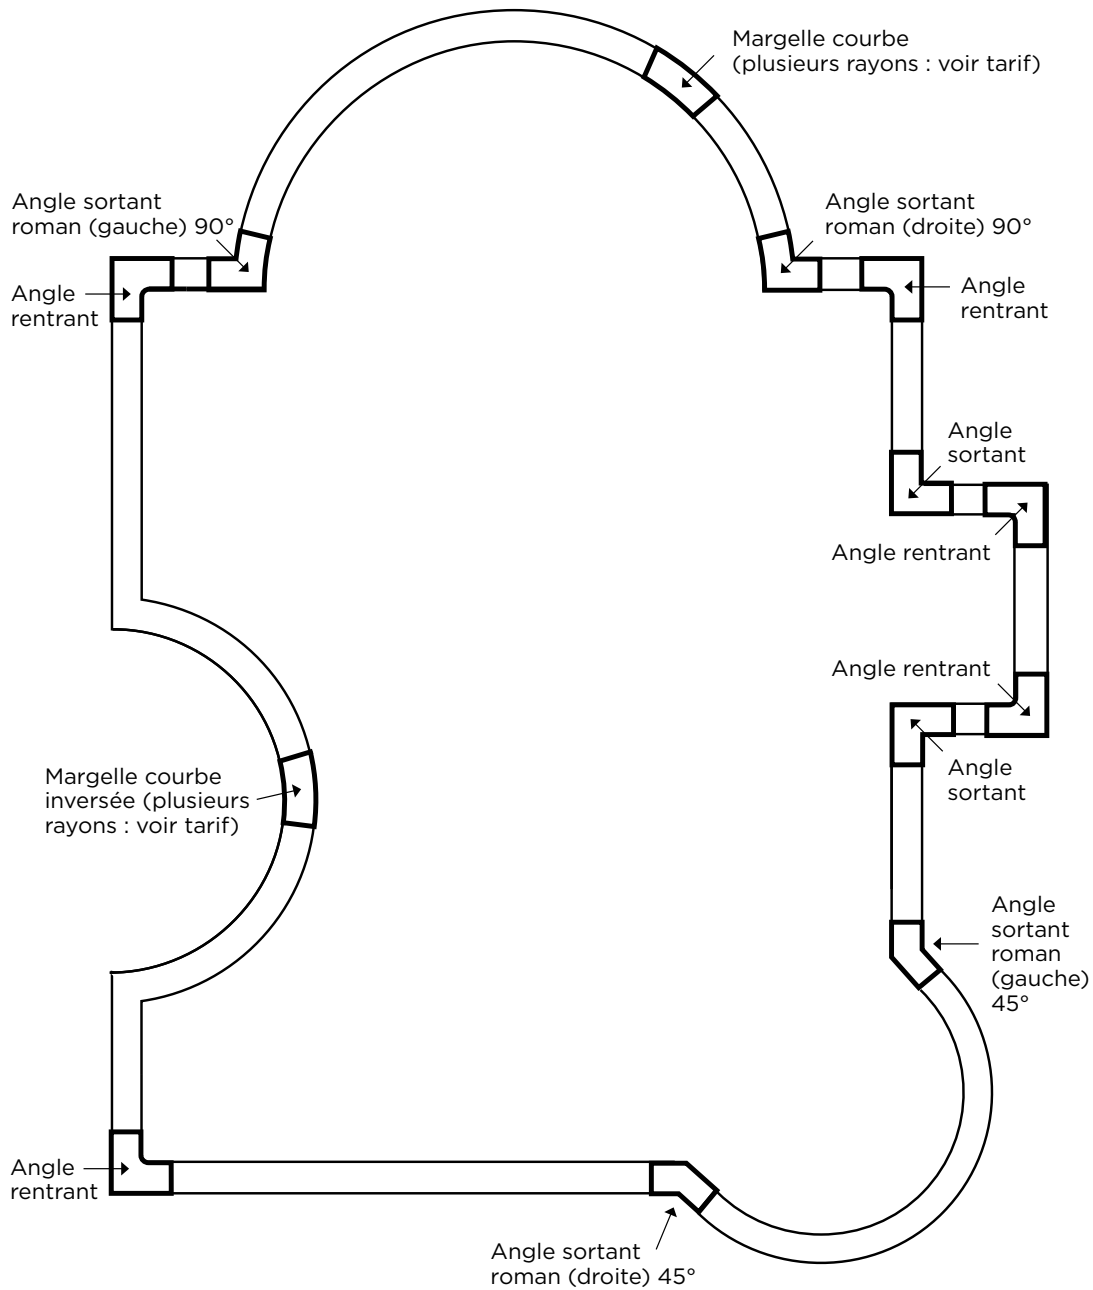 Margelle courbe
(plusieurs rayons : voir tarif)
Angle sortant
roman (gauche) 90°
Angle sortant
roman (droite) 90°
Angle
rentrant
Angle
rentrant
Angle
sortant
Angle rentrant
Angle rentrant
Angle
sortant
Margelle courbe
inversée (plusieurs
rayons : voir tarif)
Angle
sortant
roman
(gauche)
45°
Angle
rentrant
Angle sortant
roman (droite) 45°